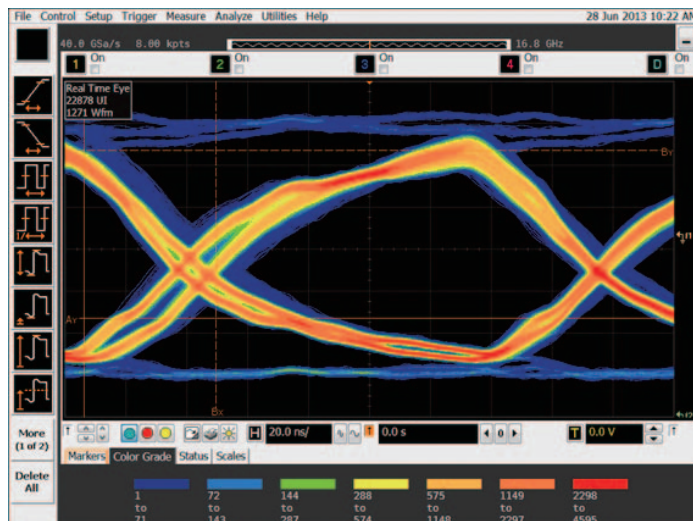 File Control Setup Trigger Measure Analyze Utilities Help 28 Jun 2013 10:22 AM
40.0 GSa/s 8.00 kpts 16.8 GHz
1 On 2 On 3 On 4 On D On
Real Time Eye
22878 UI
1271 Wfm
By
Ay
Bx
More
(1 of 2)
Delete
All
H 20.0 ns/ T 0.0 s 0 T 0.0 V
Markers Color Grade Status Scales
1 72 144 288 575 1149 2298
to to to to to to to
71 143 287 574 1148 2297 4595